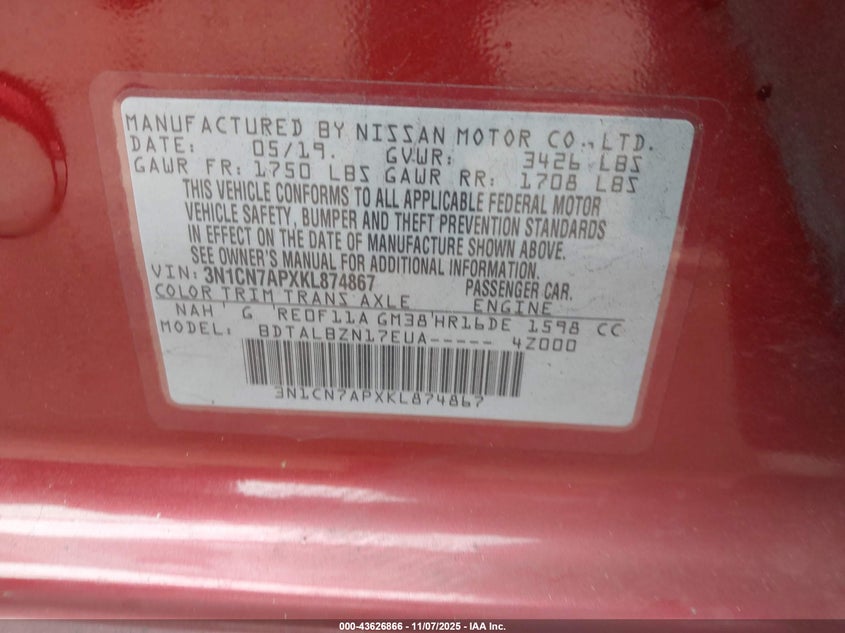 MANUFACTURED BY NISSAN MOTOR CO., LTD.
DATE: 05/19. GVWR: 3426 LBS
GAWR FR: 1750 LBS GAWR RR: 1708 LBS
THIS VEHICLE CONFORMS TO ALL APPLICABLE FEDERAL MOTOR
VEHICLE SAFETY, BUMPER AND THEFT PREVENTION STANDARDS
IN EFFECT ON THE DATE OF MANUFACTURE SHOWN ABOVE.
SEE OWNER'S MANUAL FOR ADDITIONAL INFORMATION.
VIN: 3N1CN7APXKL874867 PASSENGER CAR.
COLOR TRIM TRANS AXLE ENGINE
NAH G RE0F11A GM38 HR16DE 1598 CC
MODEL: BDTALBZN17EUA----- 4Z000
3N1CN7APXKL874867
000-43626866 - 11/07/2025 - IAA Inc.